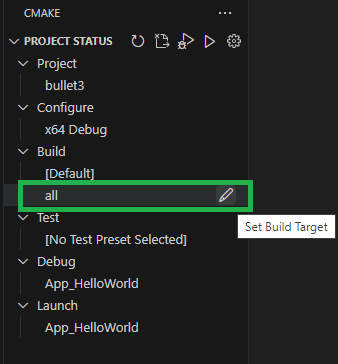 CMAKE
PROJECT STATUS
Project
bullet3
Configure
x64 Debug
Build
[Default]
all
Set Build Target
Test
[No Test Preset Selected]
Debug
App_HelloWorld
Launch
App_HelloWorld